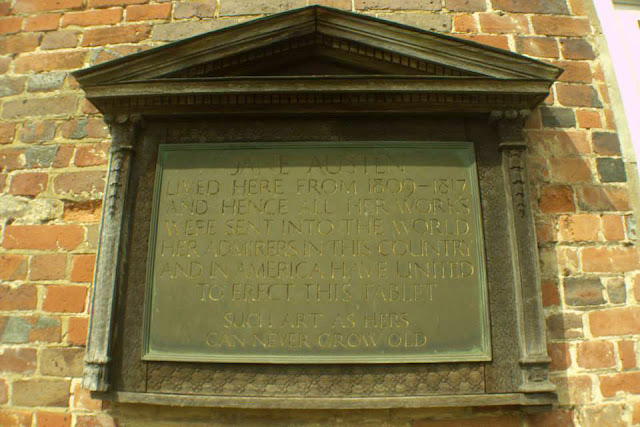 JANE AUSTEN
LIVED HERE FROM 1809-1817
AND HENCE ALL HER WORKS
WERE SENT INTO THE WORLD
HER ADMIRERS IN THIS COUNTRY
AND IN AMERICA HAVE UNITED
TO ERECT THIS TABLET
SUCH ART AS HERS
CAN NEVER GROW OLD